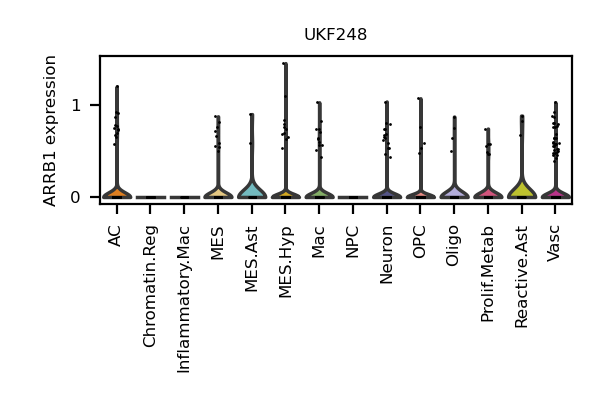 UKF248
ARRB1 expression
1
0
AC
Chromatin.Reg
Inflammatory.Mac
MES
MES.Ast
MES.Hyp
Mac
NPC
Neuron
OPC
Oligo
Prolif.Metab
Reactive.Ast
Vasc